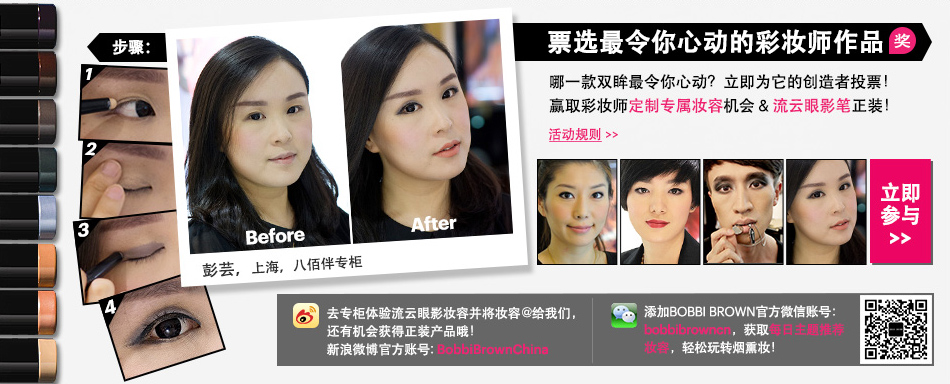 步骤：
1
2
3
4
Before
After
彭芸，上海，八佰伴专柜
票选最令你心动的彩妆师作品 奖
哪一款双眸最令你心动？立即为它的创造者投票！
赢取彩妆师定制专属妆容机会 & 流云眼影笔正装！
活动规则 >>
立即
参与
>>
去专柜体验流云眼影妆容并将妆容@给我们，
还有机会获得正装产品哦！
新浪微博官方账号: BobbiBrownChina
添加BOBBI BROWN官方微信账号：
bobbibrowncn，获取每日主题推荐
妆容，轻松玩转烟熏妆！